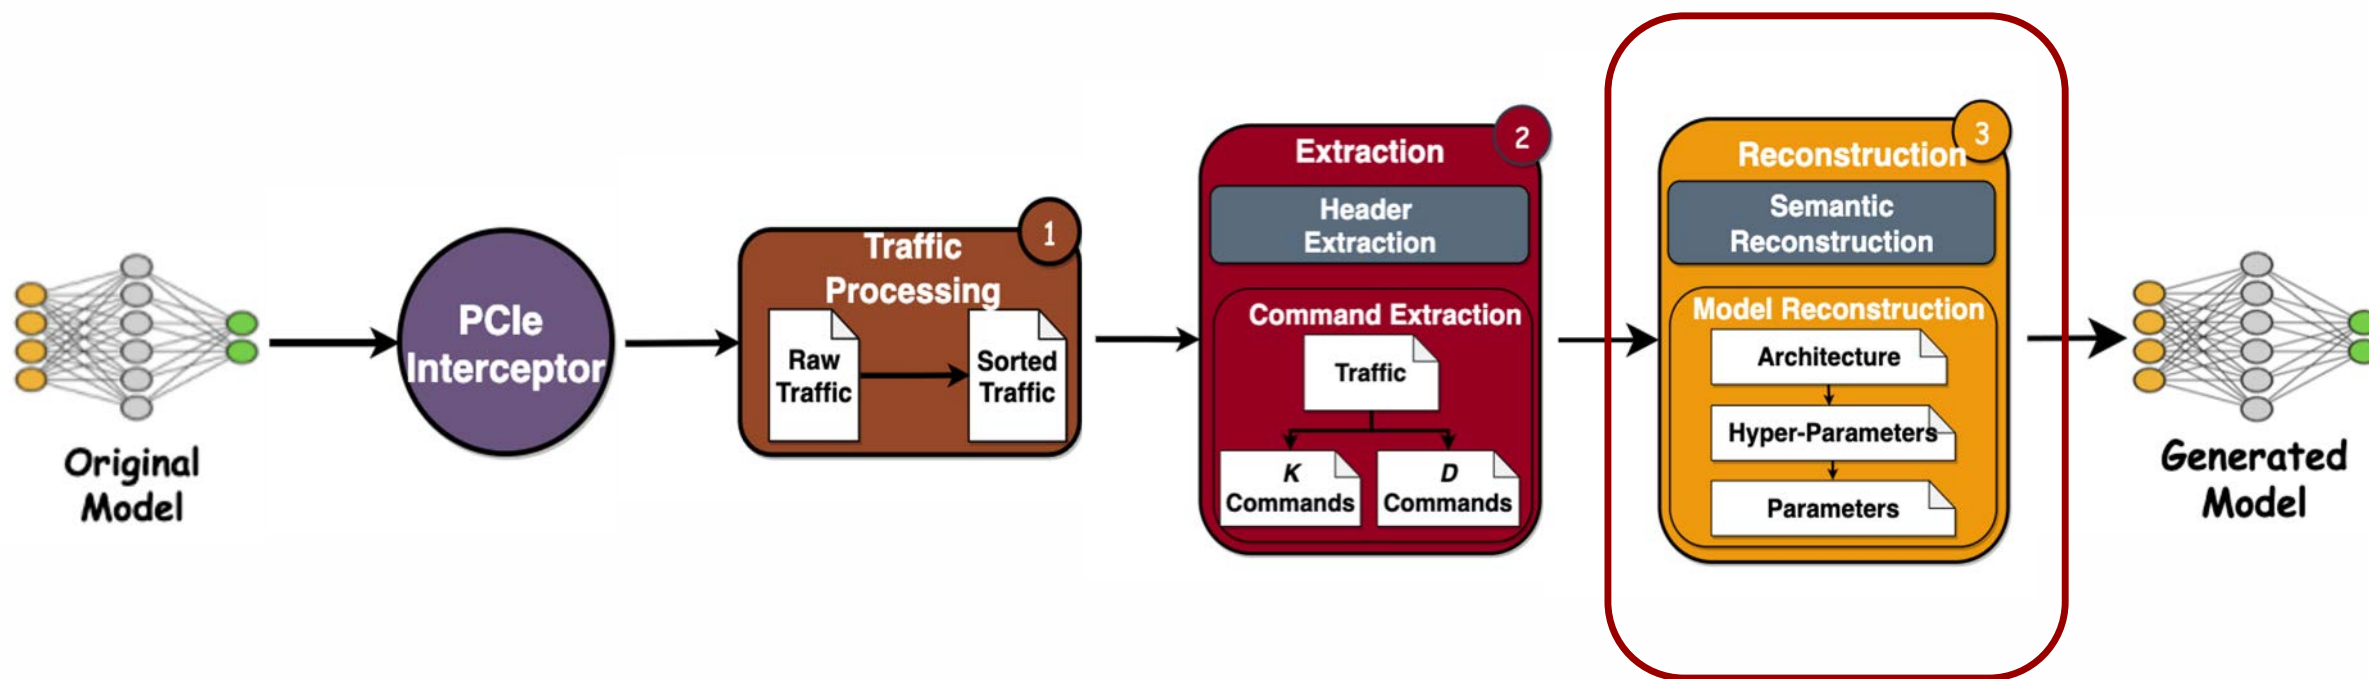 Original
Model
PCIe
Interceptor
1
Traffic
Processing
Raw
Traffic
Sorted
Traffic
2
Extraction
Header
Extraction
Command Extraction
Traffic
K
Commands
D
Commands
3
Reconstruction
Semantic
Reconstruction
Model Reconstruction
Architecture
Hyper-Parameters
Parameters
Generated
Model